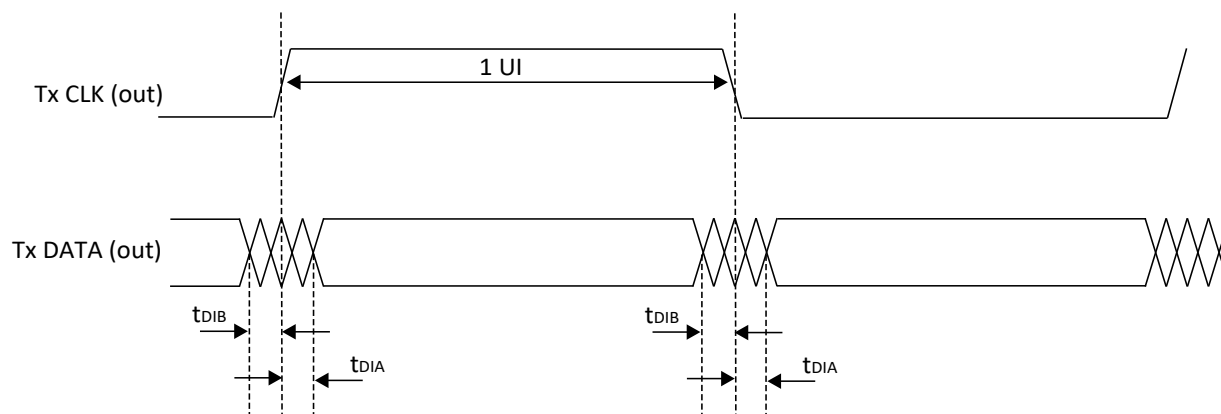 1 UI
Tx CLK (out)
Tx DATA (out)
tDIB
tDIB
tDIA
tDIA